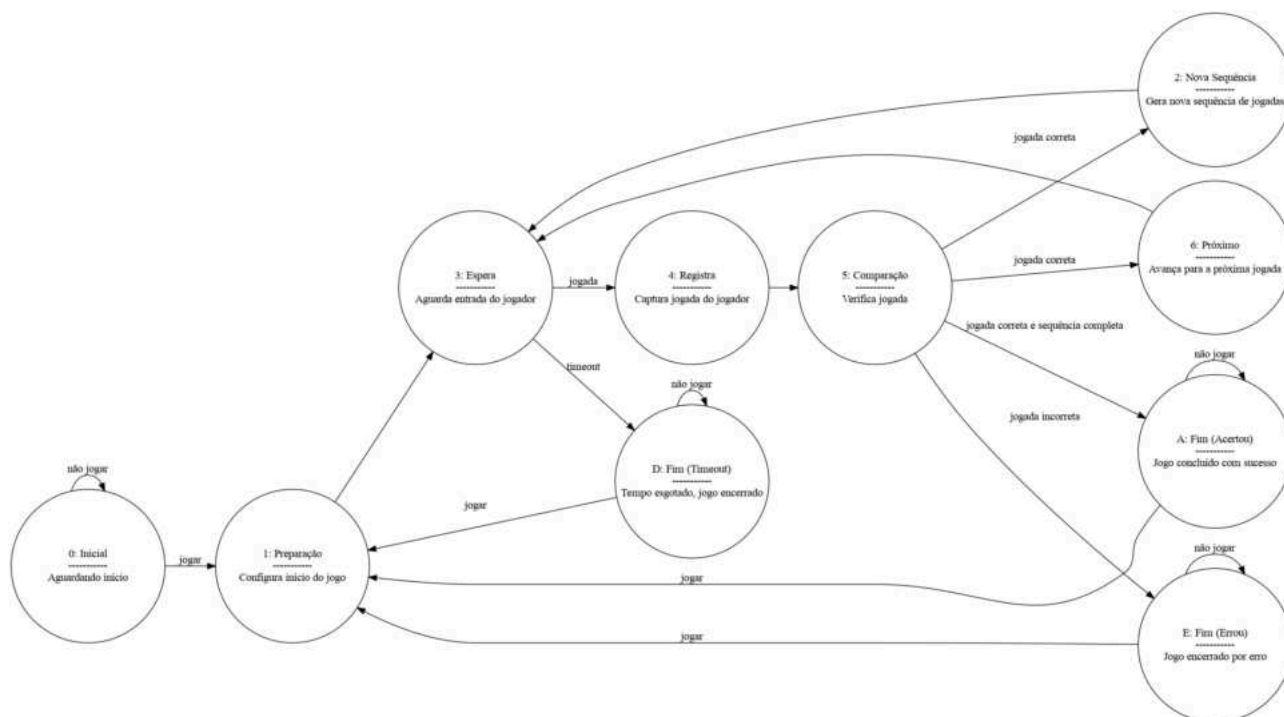 2: Nova Sequência
-----------
Gera nova sequência de jogadas
jogada correta
6: Próximo
-----------
Avança para a próxima jogada
jogada correta
3: Espera
-----------
Aguarda entrada do jogador
jogada
4: Registra
-----------
Captura jogada do jogador
5: Comparação
-----------
Verifica jogada
jogada correta e sequência completa
timeout
não jogar
D: Fim (Timeout)
-----------
Tempo esgotado, jogo encerrado
jogar
não jogar
A: Fim (Acertou)
-----------
Jogo concluído com sucesso
jogada incorreta
não jogar
0: Inicial
-----------
Aguardando início
jogar
1: Preparação
-----------
Configura início do jogo
jogar
não jogar
E: Fim (Errou)
-----------
Jogo encerrado por erro
jogar